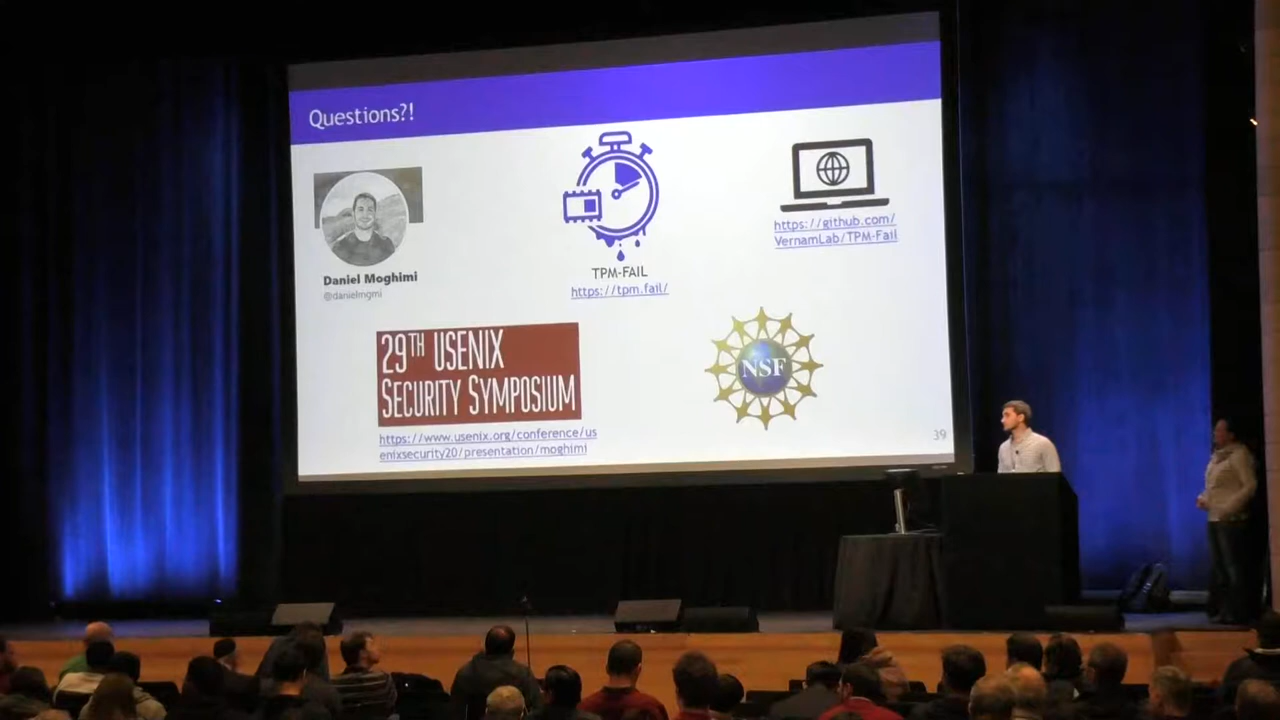 Questions?!
Daniel Moghimi
@danielmgmi
TPM-FAIL
https://tpm.fail/
https://github.com/
VernamLab/TPM-Fail
29TH USENIX
SECURITY SYMPOSIUM
https://www.usenix.org/conference/us
enixsecurity20/presentation/moghimi
NSF
39